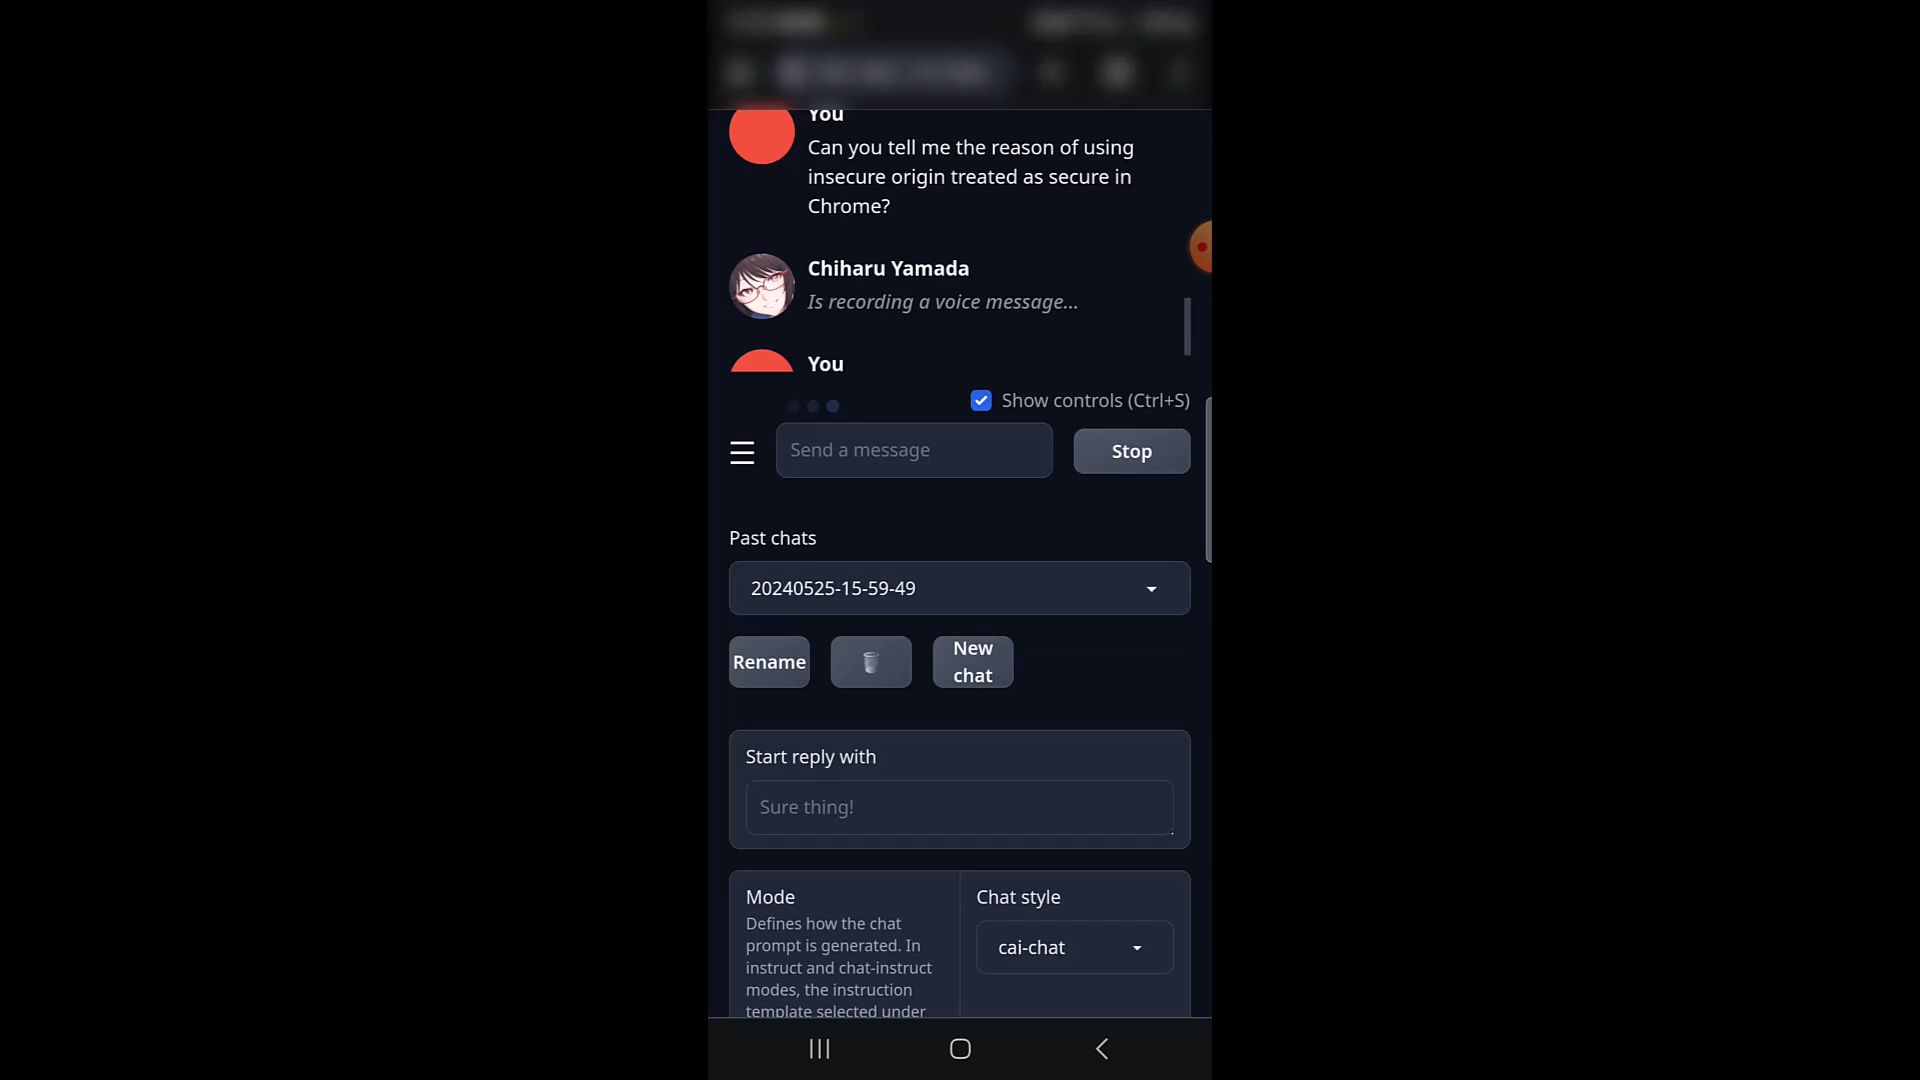 You
Can you tell me the reason of using
insecure origin treated as secure in
Chrome?
Chiharu Yamada
Is recording a voice message...
You
Show controls (Ctrl+S)
Send a message
Stop
Past chats
20240525-15-59-49
Rename
New
chat
Start reply with
Sure thing!
Mode
Defines how the chat
prompt is generated. In
instruct and chat-instruct
modes, the instruction
template selected under
Chat style
cai-chat